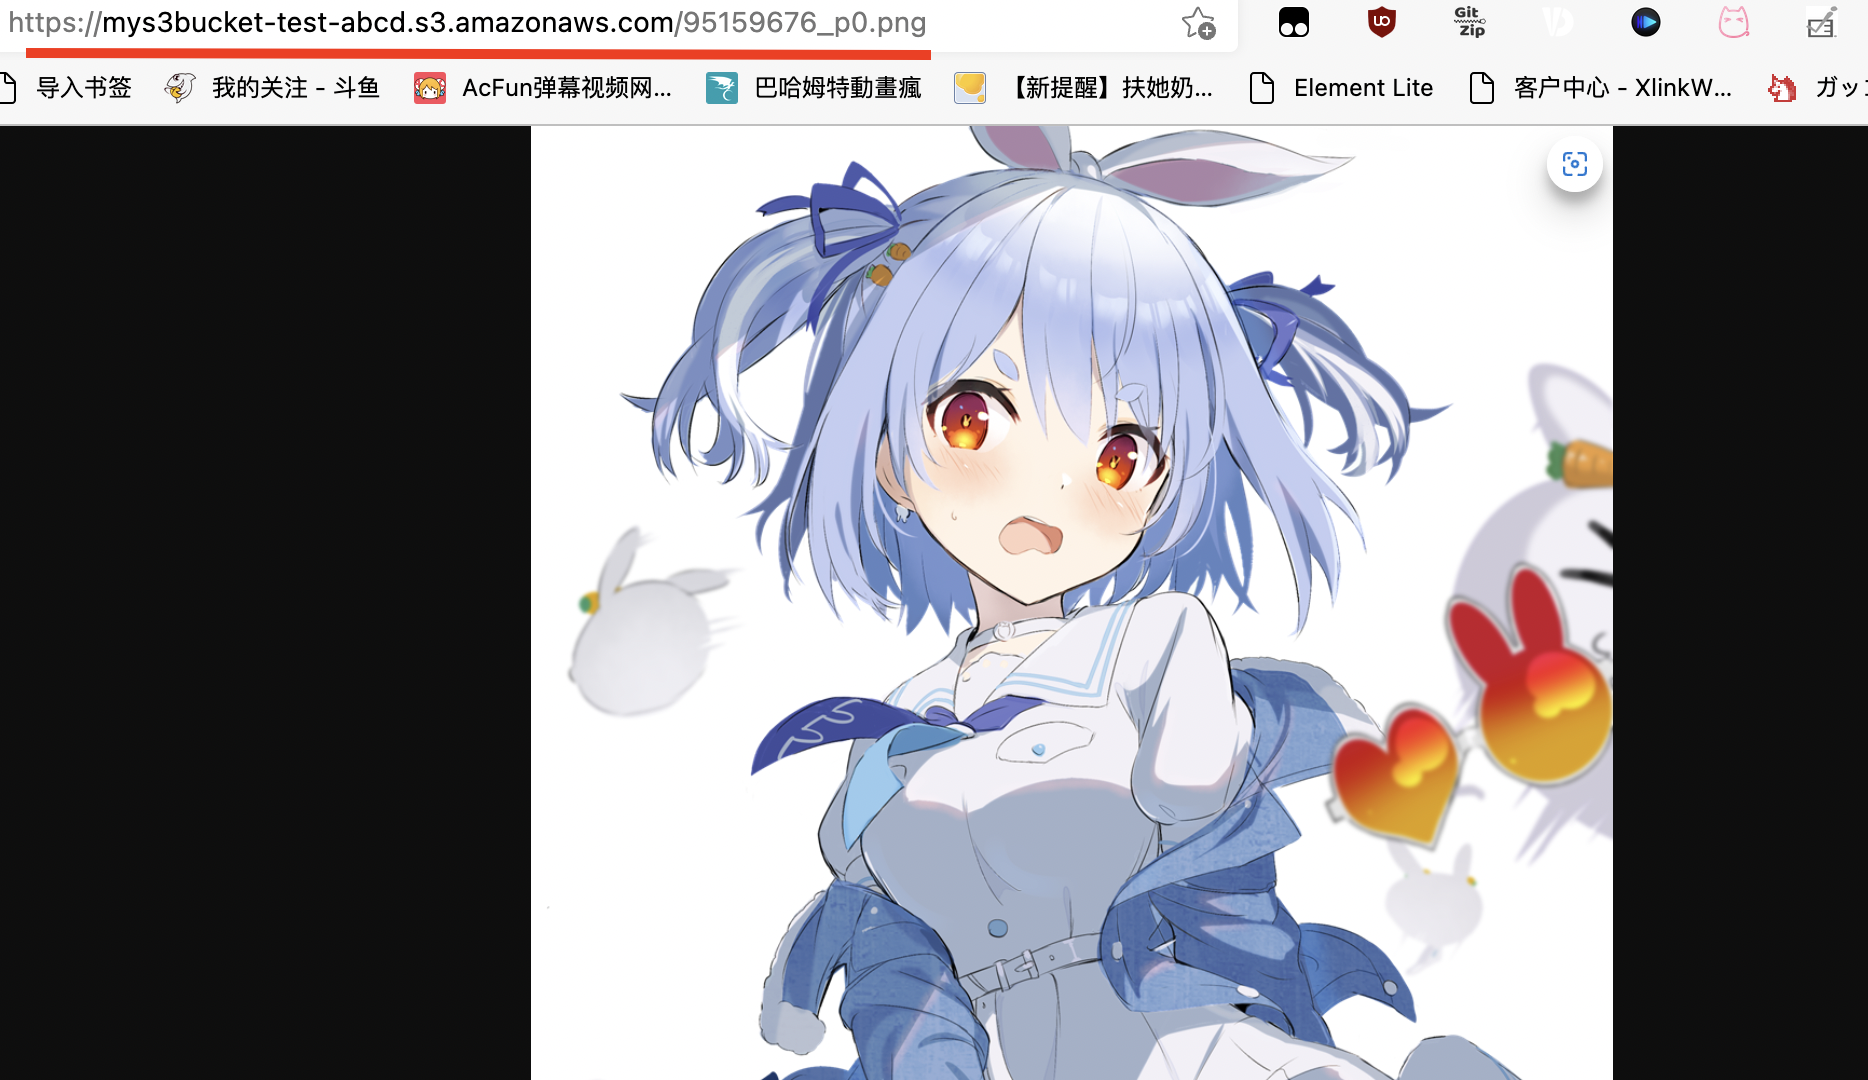 https://mys3bucket-test-abcd.s3.amazonaws.com/95159676_p0.png
Git
Zip
导入书签 我的关注 - 斗鱼 AcFun弹幕视频网... 巴哈姆特動畫瘋 【新提醒】扶她奶... Element Lite 客户中心 - XlinkW... ガッ